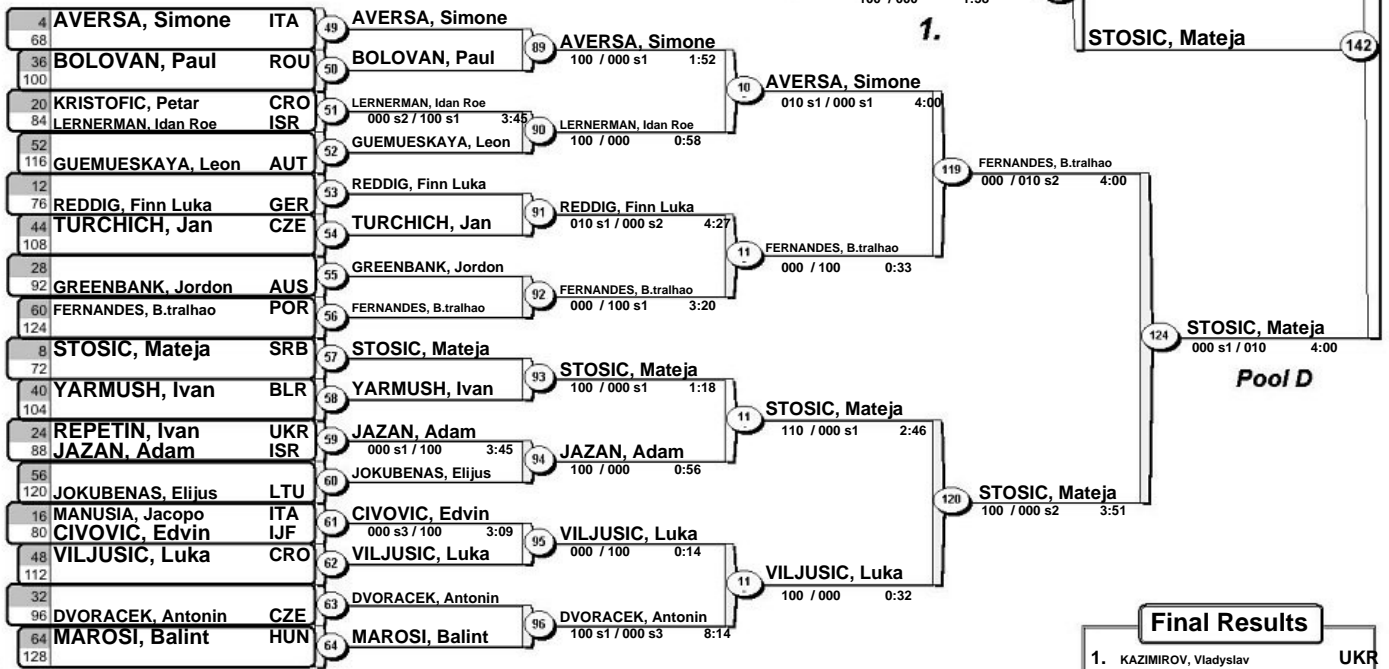 100 / 000 1:58
1.
STOSIC, Mateja
142
4 AVERSA, Simone ITA
68
36 BOLOVAN, Paul ROU
100
20 KRISTOFIC, Petar CRO
84 LERNERMAN, Idan Roe ISR
52
116 GUEMUESKAYA, Leon AUT
12
76 REDDIG, Finn Luka GER
44 TURCHICH, Jan CZE
108
28
92 GREENBANK, Jordon AUS
60 FERNANDES, B.tralhao POR
124
8 STOSIC, Mateja SRB
72
40 YARMUSH, Ivan BLR
104
24 REPETIN, Ivan UKR
88 JAZAN, Adam ISR
56
120 JOKUBENAS, Elijus LTU
16 MANUSIA, Jacopo ITA
80 CIVOVIC, Edvin IJF
48 VILJUSIC, Luka CRO
112
32
96 DVORACEK, Antonin CZE
64 MAROSI, Balint HUN
128
49 AVERSA, Simone
50 BOLOVAN, Paul
51 LERNERMAN, Idan Roe
000 s2 / 100 s1 3:45
52 GUEMUESKAYA, Leon
53 REDDIG, Finn Luka
54 TURCHICH, Jan
55 GREENBANK, Jordon
56 FERNANDES, B.tralhao
57 STOSIC, Mateja
58 YARMUSH, Ivan
59 JAZAN, Adam
000 s1 / 100 3:45
60 JOKUBENAS, Elijus
61 CIVOVIC, Edvin
000 s3 / 100 3:09
62 VILJUSIC, Luka
63 DVORACEK, Antonin
64 MAROSI, Balint
89 AVERSA, Simone
100 / 000 s1 1:52
90 LERNERMAN, Idan Roe
100 / 000 0:58
91 REDDIG, Finn Luka
010 s1 / 000 s2 4:27
92 FERNANDES, B.tralhao
000 / 100 s1 3:20
93 STOSIC, Mateja
100 / 000 s1 1:18
94 JAZAN, Adam
100 / 000 0:56
95 VILJUSIC, Luka
000 / 100 0:14
96 DVORACEK, Antonin
100 s1 / 000 s3 8:14
10 AVERSA, Simone
010 s1 / 000 s1 4:00
11 FERNANDES, B.tralhao
000 / 100 0:33
11 STOSIC, Mateja
110 / 000 s1 2:46
11 VILJUSIC, Luka
100 / 000 0:32
119 FERNANDES, B.tralhao
000 / 010 s2 4:00
120 STOSIC, Mateja
100 / 000 s2 3:51
124 STOSIC, Mateja
000 s1 / 010 4:00
Pool D
Final Results
1. KAZIMIROV, Vladyslav UKR